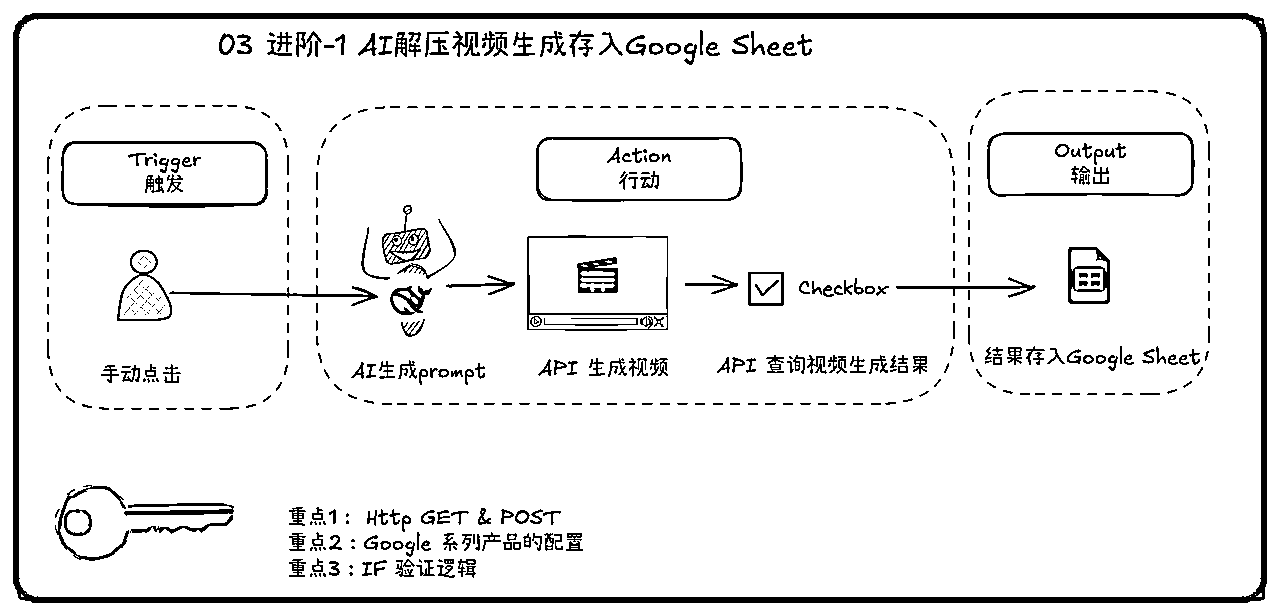 03 进阶-1 AI解压视频生成存入Google Sheet
Trigger
触发
Action
行动
Output
输出
Checkbox
手动点击
AI生成prompt
API 生成视频
API 查询视频生成结果
结果存入Google Sheet
重点1： Http GET & POST
重点2：Google 系列产品的配置
重点3：IF 验证逻辑